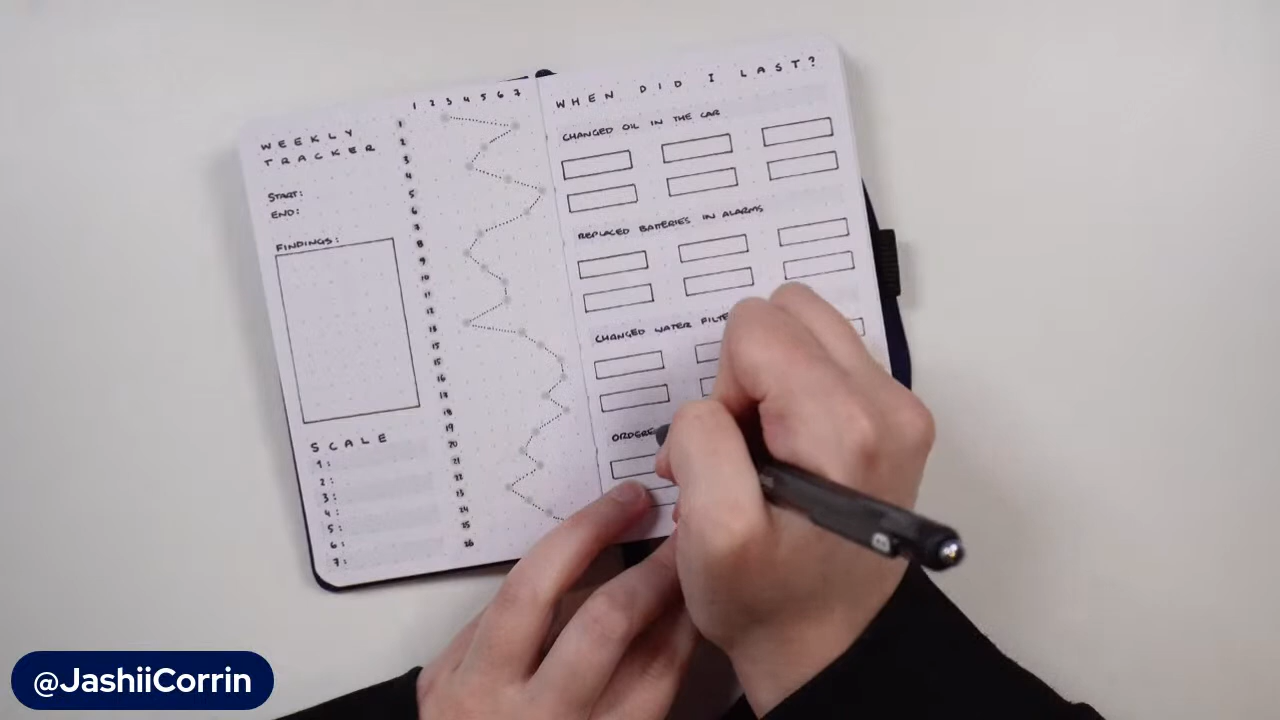 WEEKLY
TRACKER
START:
END:
FINDINGS:
SCALE
1:
2:
3:
4:
5:
6:
7:
1 2 3 4 5 6 7
1
2
3
4
5
6
7
8
9
10
11
12
13
15
15
16
18
18
19
20
21
22
23
24
25
26
WHEN DID I LAST?
CHANGED OIL IN THE CAR
REPLACED BATTERIES IN ALARMS
CHANGED WATER FILTE
ORDERE
@JashiiCorrin